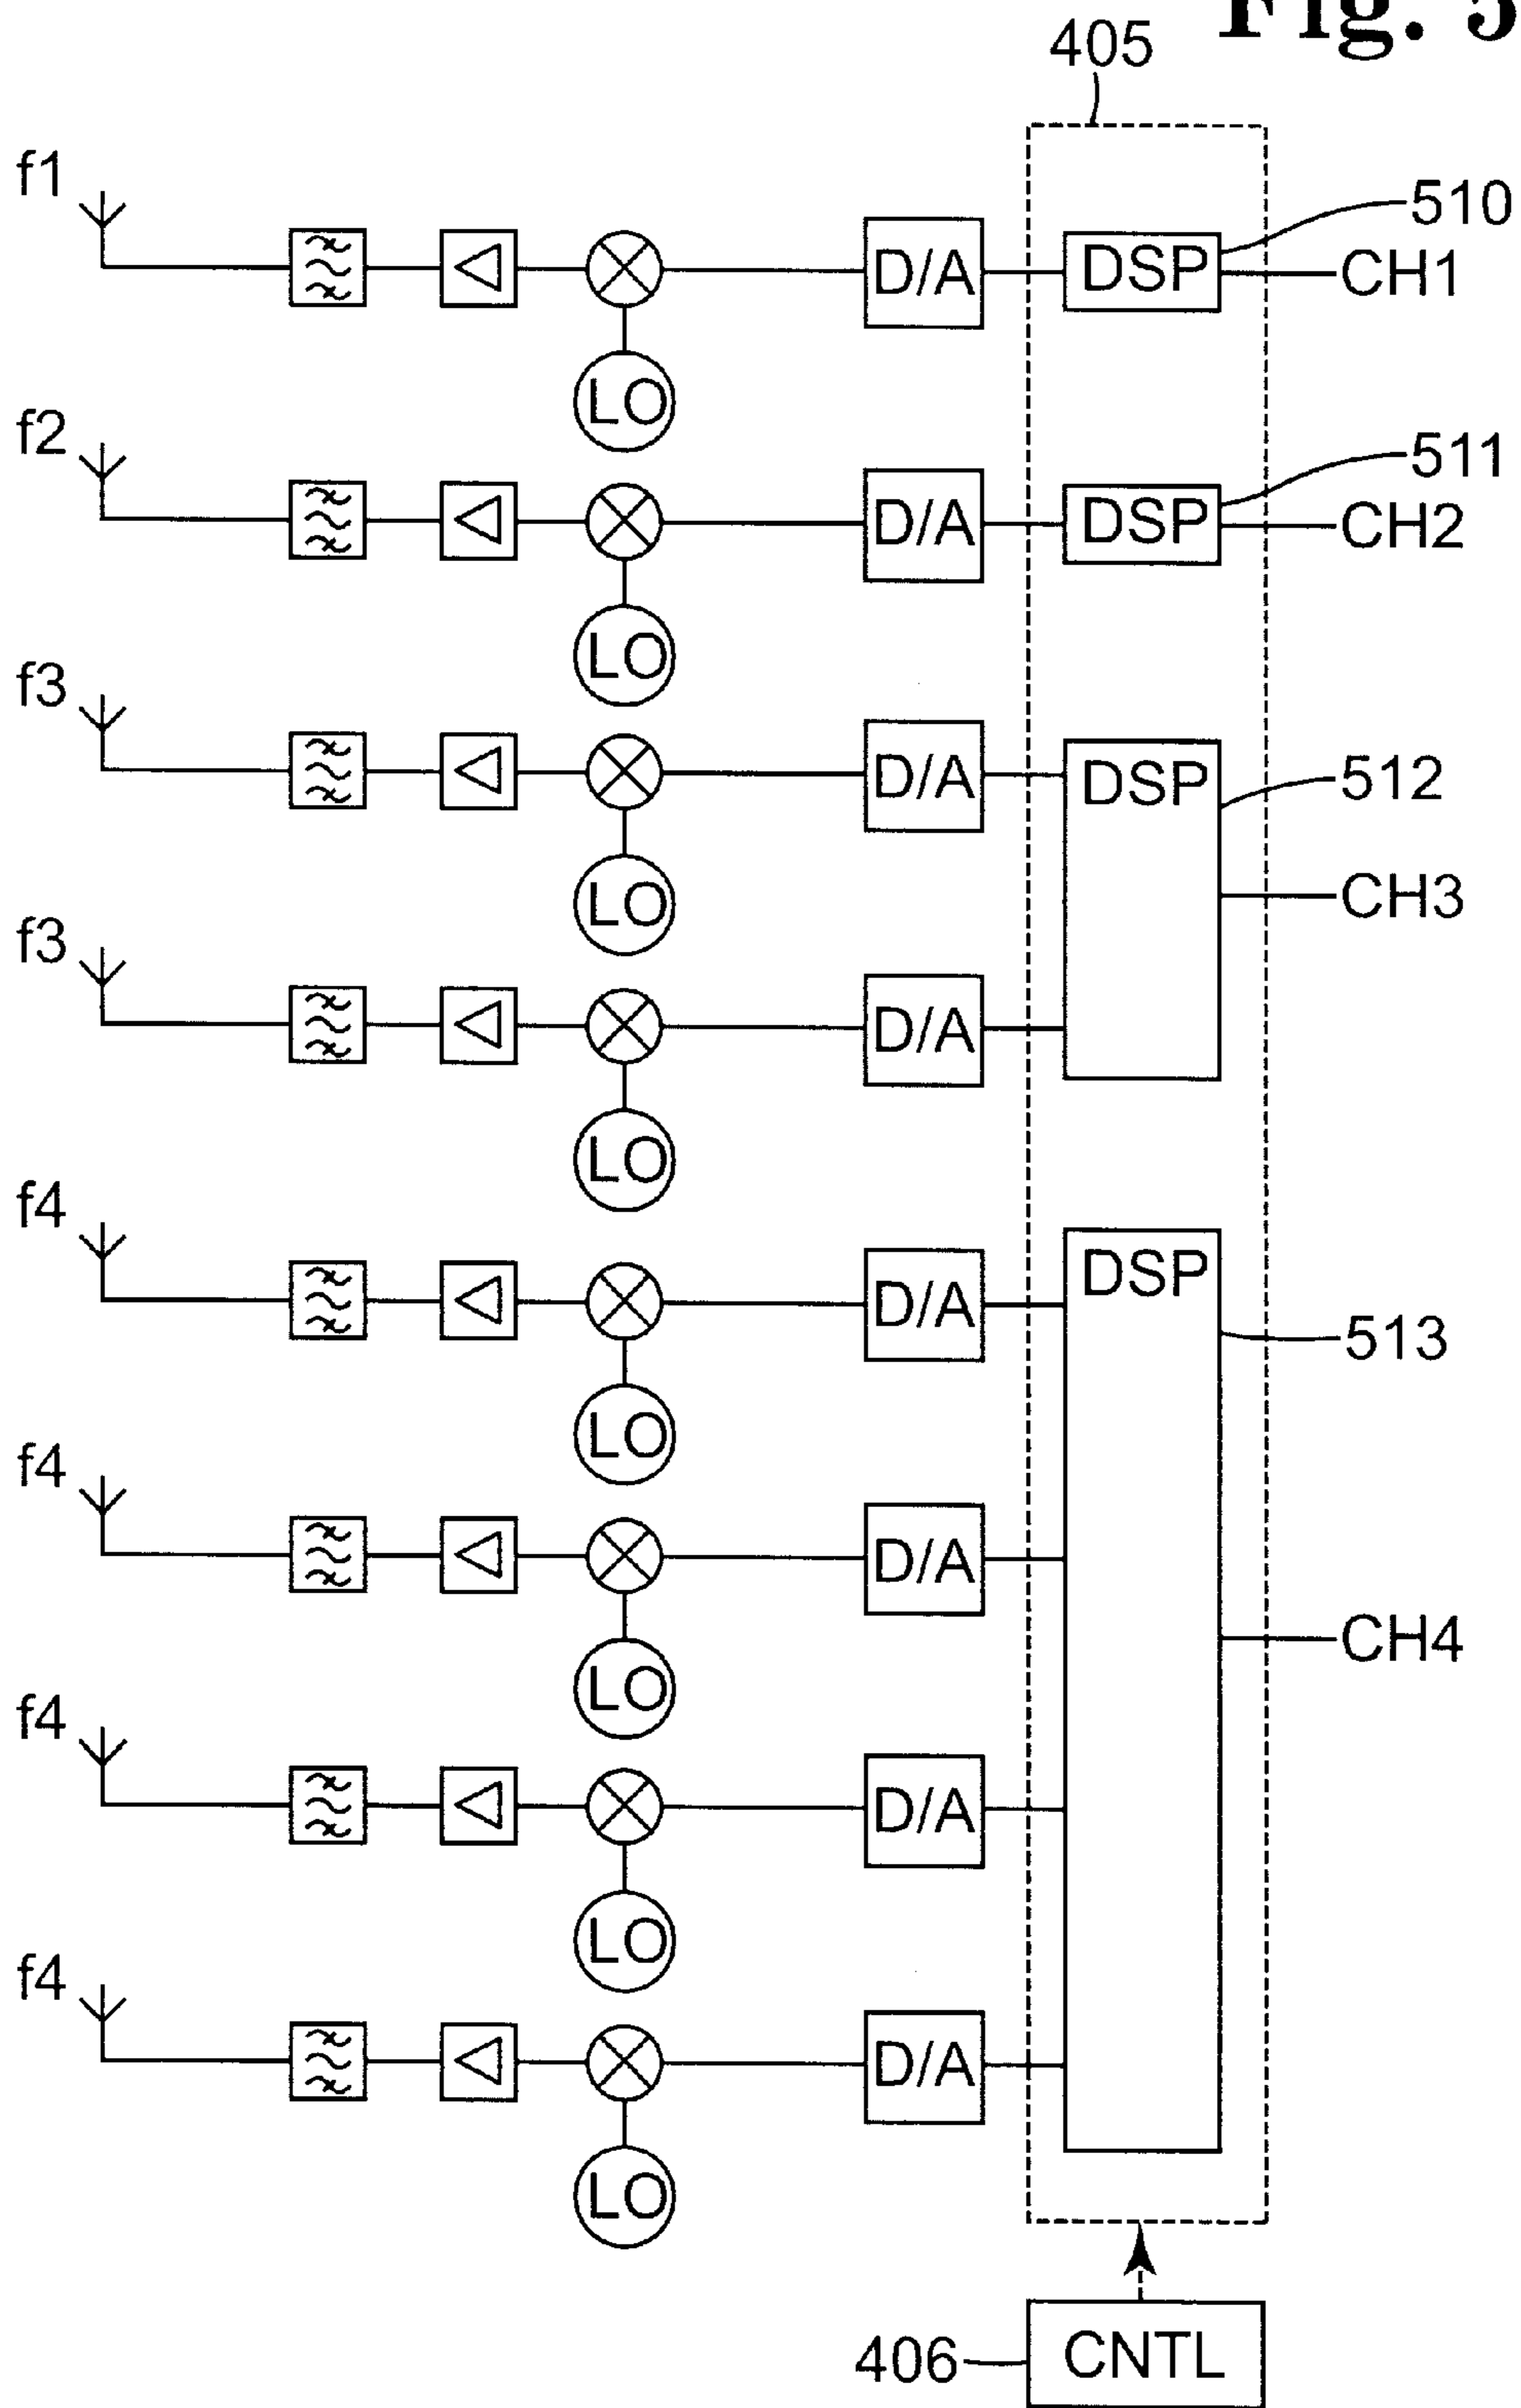 Fig. 5
405
f1
D/A
DSP
510
CH1
LO
f2
D/A
DSP
511
CH2
LO
f3
D/A
DSP
512
LO
CH3
f3
D/A
LO
f4
D/A
DSP
513
LO
f4
D/A
CH4
LO
f4
D/A
LO
f4
D/A
LO
406
CNTL